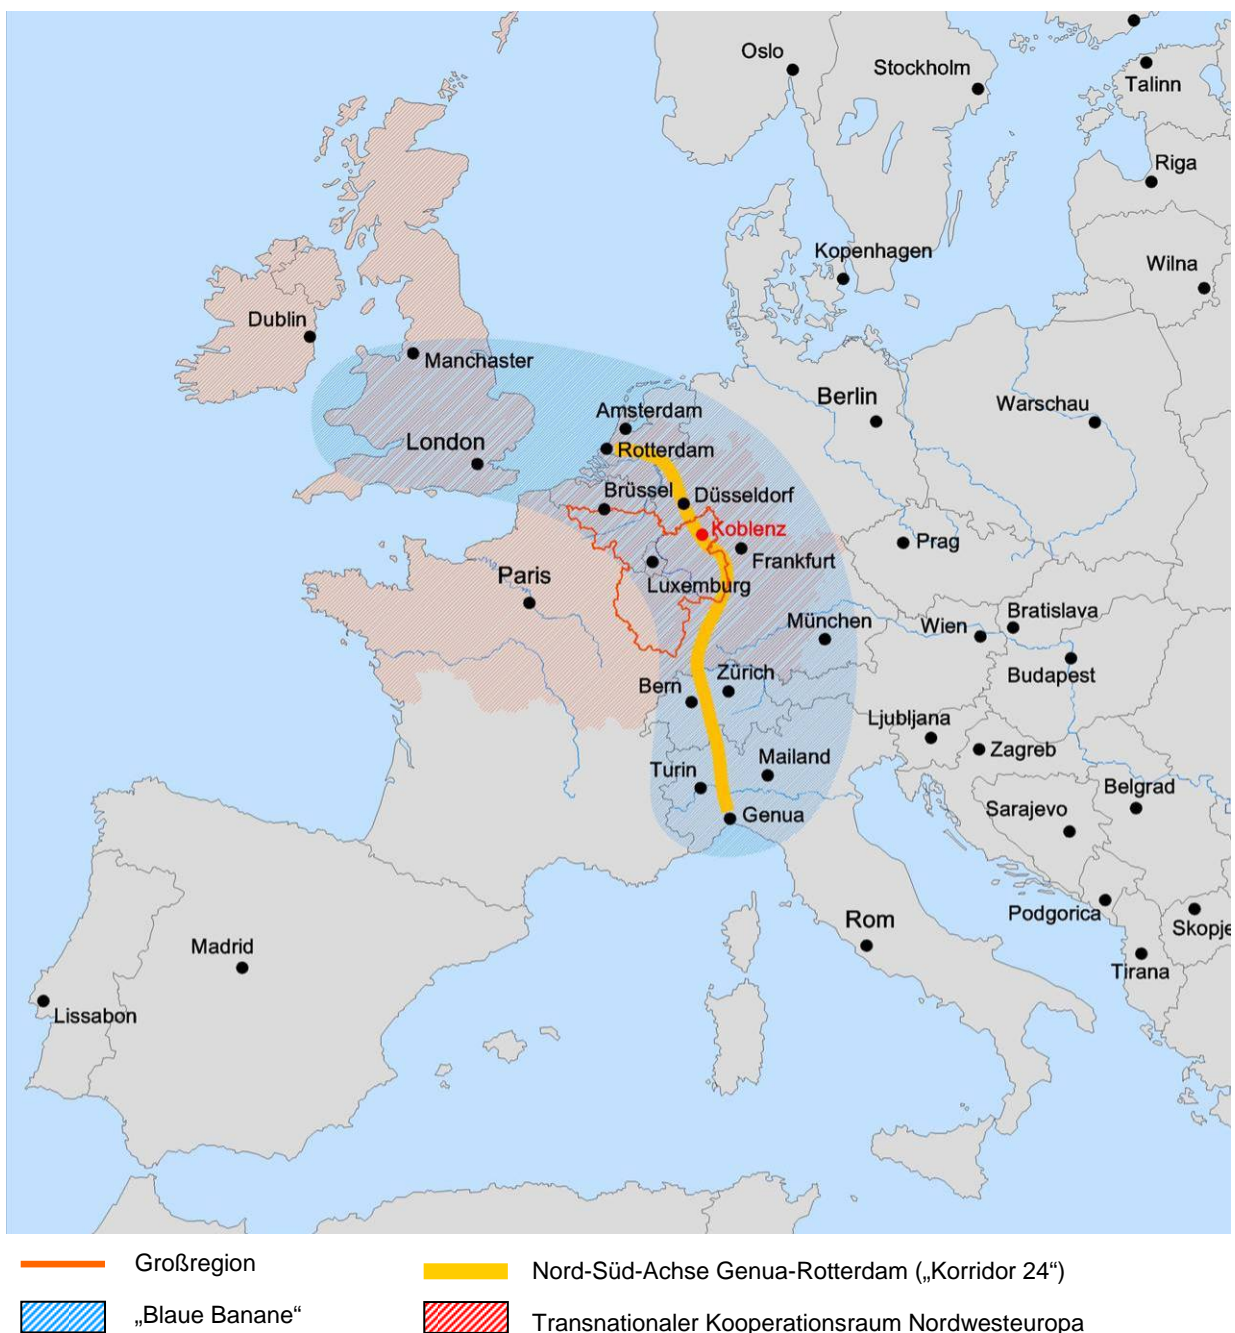 Oslo
Stockholm
Talinn
Riga
Kopenhagen
Wilna
Dublin
Manchaster
Berlin
Warschau
Amsterdam
London
Rotterdam
Brüssel
Düsseldorf
Koblenz
Prag
Frankfurt
Paris
Luxemburg
Bratislava
München
Wien
Budapest
Zürich
Bern
Ljubljana
Zagreb
Mailand
Turin
Belgrad
Sarajevo
Genua
Podgorica
Rom
Skopje
Madrid
Tirana
Lissabon
Großregion
Nord-Süd-Achse Genua-Rotterdam („Korridor 24“)
„Blaue Banane“
Transnationaler Kooperationsraum Nordwesteuropa